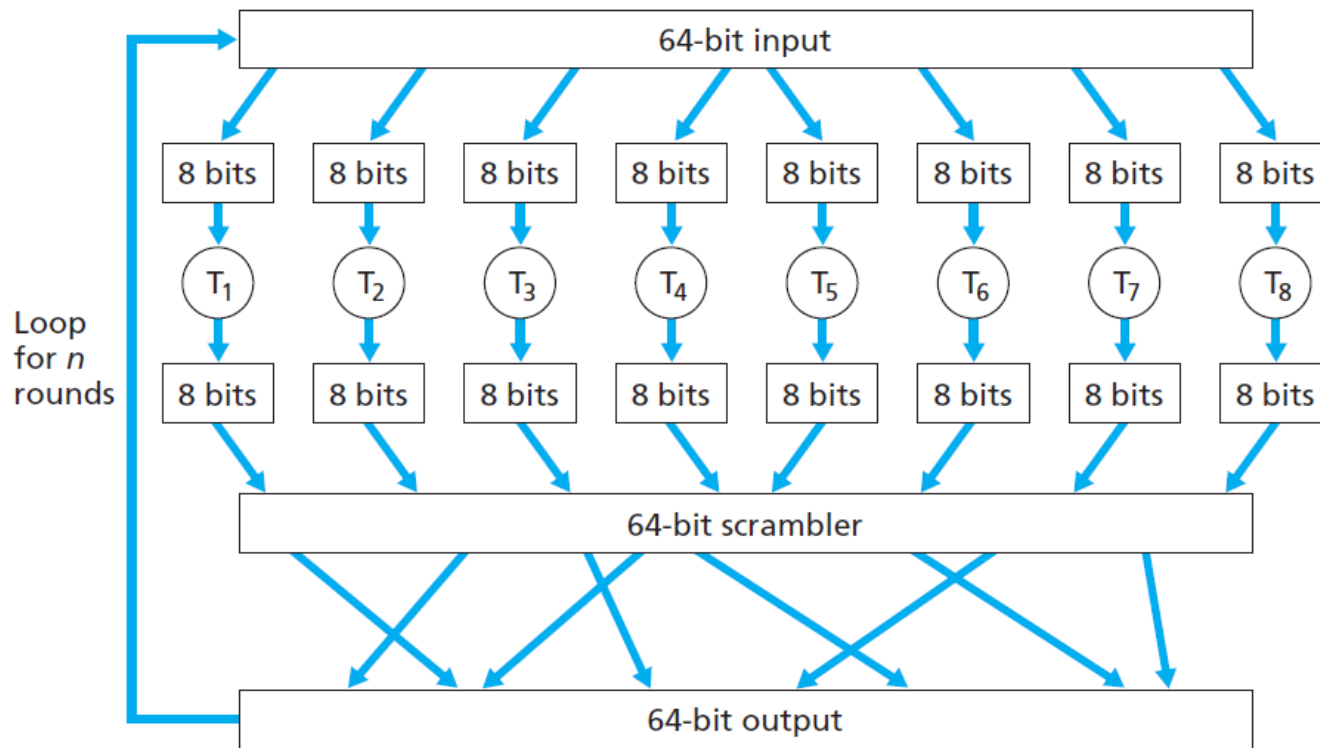 64-bit input
8 bits 8 bits 8 bits 8 bits 8 bits 8 bits 8 bits 8 bits
T1 T2 T3 T4 T5 T6 T7 T8
Loop
for n
rounds
8 bits 8 bits 8 bits 8 bits 8 bits 8 bits 8 bits 8 bits
64-bit scrambler
64-bit output